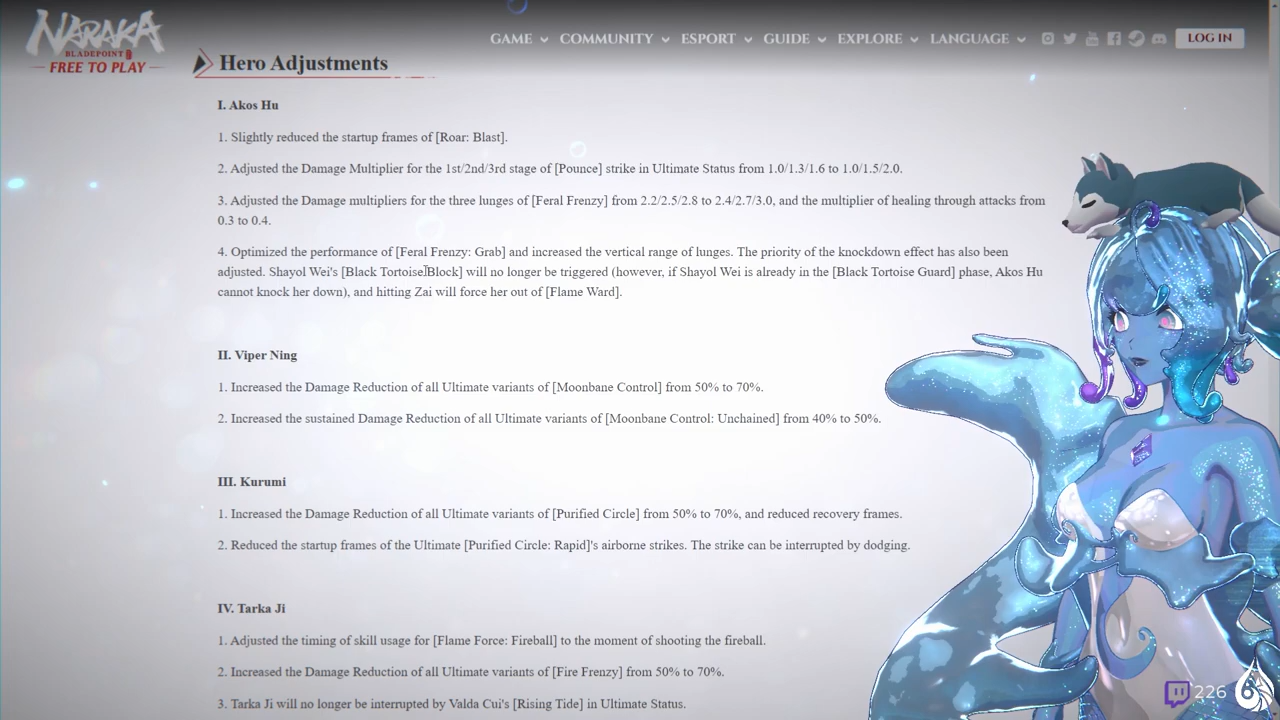 NARAKA
BLADEPOINT
FREE TO PLAY
GAME
COMMUNITY
ESPORT
GUIDE
EXPLORE
LANGUAGE
LOG IN
Hero Adjustments
I. Akos Hu
1. Slightly reduced the startup frames of [Roar: Blast].
2. Adjusted the Damage Multiplier for the 1st/2nd/3rd stage of [Pounce] strike in Ultimate Status from 1.0/1.3/1.6 to 1.0/1.5/2.0.
3. Adjusted the Damage multipliers for the three lunges of [Feral Frenzy] from 2.2/2.5/2.8 to 2.4/2.7/3.0, and the multiplier of healing through attacks from
0.3 to 0.4.
4. Optimized the performance of [Feral Frenzy: Grab] and increased the vertical range of lunges. The priority of the knockdown effect has also been
adjusted. Shayol Wei's [Black Tortoise Block] will no longer be triggered (however, if Shayol Wei is already in the [Black Tortoise Guard] phase, Akos Hu
cannot knock her down), and hitting Zai will force her out of [Flame Ward].
II. Viper Ning
1. Increased the Damage Reduction of all Ultimate variants of [Moonbane Control] from 50% to 70%.
2. Increased the sustained Damage Reduction of all Ultimate variants of [Moonbane Control: Unchained] from 40% to 50%.
III. Kurumi
1. Increased the Damage Reduction of all Ultimate variants of [Purified Circle] from 50% to 70%, and reduced recovery frames.
2. Reduced the startup frames of the Ultimate [Purified Circle: Rapid]'s airborne strikes. The strike can be interrupted by dodging.
IV. Tarka Ji
1. Adjusted the timing of skill usage for [Flame Force: Fireball] to the moment of shooting the fireball.
2. Increased the Damage Reduction of all Ultimate variants of [Fire Frenzy] from 50% to 70%.
3. Tarka Ji will no longer be interrupted by Valda Cui's [Rising Tide] in Ultimate Status.
226